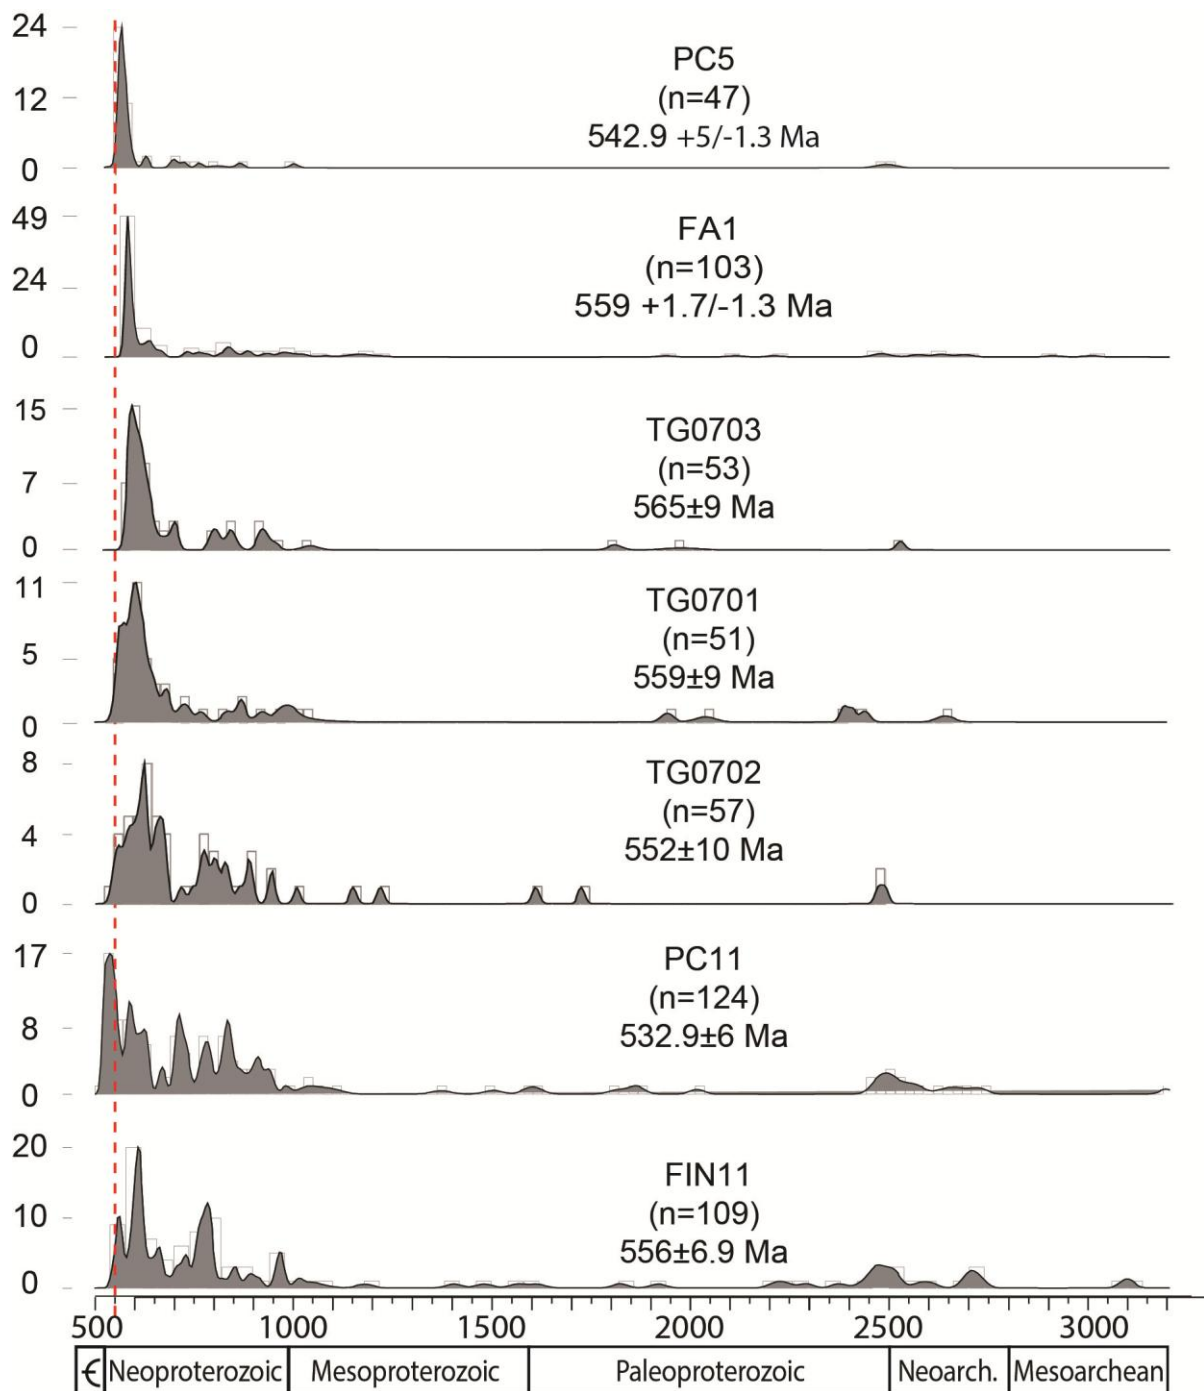 24
12
0
PC5
(n=47)
542.9 +5/-1.3 Ma
49
24
0
FA1
(n=103)
559 +1.7/-1.3 Ma
15
7
0
TG0703
(n=53)
565±9 Ma
11
5
0
TG0701
(n=51)
559±9 Ma
8
4
0
TG0702
(n=57)
552±10 Ma
17
8
0
PC11
(n=124)
532.9±6 Ma
20
10
0
FIN11
(n=109)
556±6.9 Ma
500 1000 1500 2000 2500 3000
Ꞓ Neoproterozoic Mesoproterozoic Paleoproterozoic Neoarch. Mesoarchean